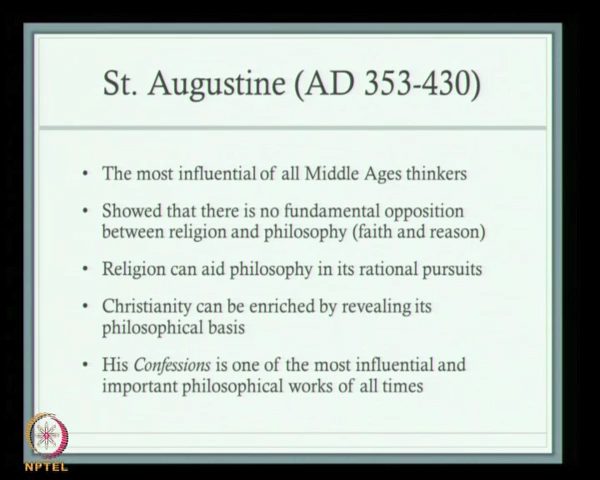 St. Augustine (AD 353-430)
• The most influential of all Middle Ages thinkers
• Showed that there is no fundamental opposition
between religion and philosophy (faith and reason)
• Religion can aid philosophy in its rational pursuits
• Christianity can be enriched by revealing its
philosophical basis
• His Confessions is one of the most influential and
important philosophical works of all times
NPTEL